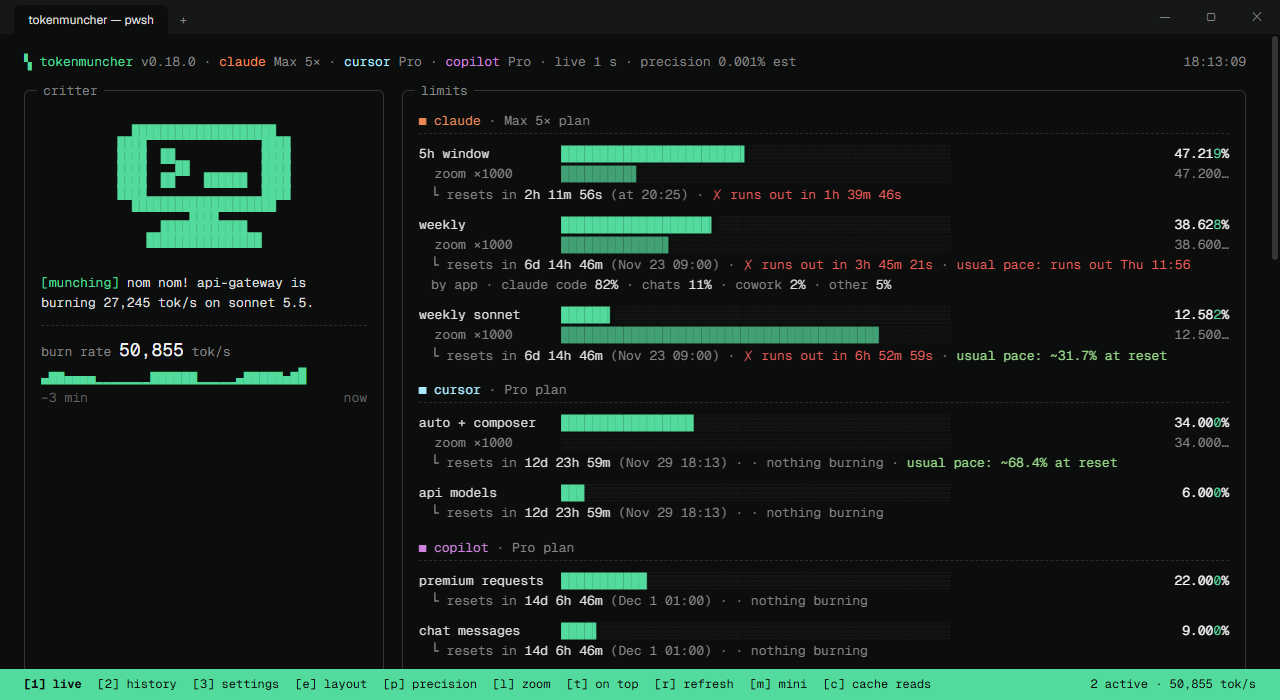 tokenmuncher — pwsh
tokenmuncher v0.18.0 · claude Max 5× · cursor Pro · copilot Pro · live 1 s · precision 0.001% est 18:13:09
critter
[munching] nom nom! api-gateway is
burning 27,245 tok/s on sonnet 5.5.
burn rate 50,855 tok/s
−3 min now
limits
claude · Max 5× plan
5h window 47.219%
zoom ×1000 47.200…
└ resets in 2h 11m 56s (at 20:25) · ✗ runs out in 1h 39m 46s
weekly 38.628%
zoom ×1000 38.600…
└ resets in 6d 14h 46m (Nov 23 09:00) · ✗ runs out in 3h 45m 21s · usual pace: runs out Thu 11:56
by app · claude code 82% · chats 11% · cowork 2% · other 5%
weekly sonnet 12.582%
zoom ×1000 12.500…
└ resets in 6d 14h 46m (Nov 23 09:00) · ✗ runs out in 6h 52m 59s · usual pace: ~31.7% at reset
cursor · Pro plan
auto + composer 34.000%
zoom ×1000 34.000…
└ resets in 12d 23h 59m (Nov 29 18:13) · · nothing burning · usual pace: ~68.4% at reset
api models 6.000%
└ resets in 12d 23h 59m (Nov 29 18:13) · · nothing burning
copilot · Pro plan
premium requests 22.000%
└ resets in 14d 6h 46m (Dec 1 01:00) · · nothing burning
chat messages 9.000%
└ resets in 14d 6h 46m (Dec 1 01:00) · · nothing burning
[1] live [2] history [3] settings [e] layout [p] precision [l] zoom [t] on top [r] refresh [m] mini [c] cache reads 2 active · 50,855 tok/s